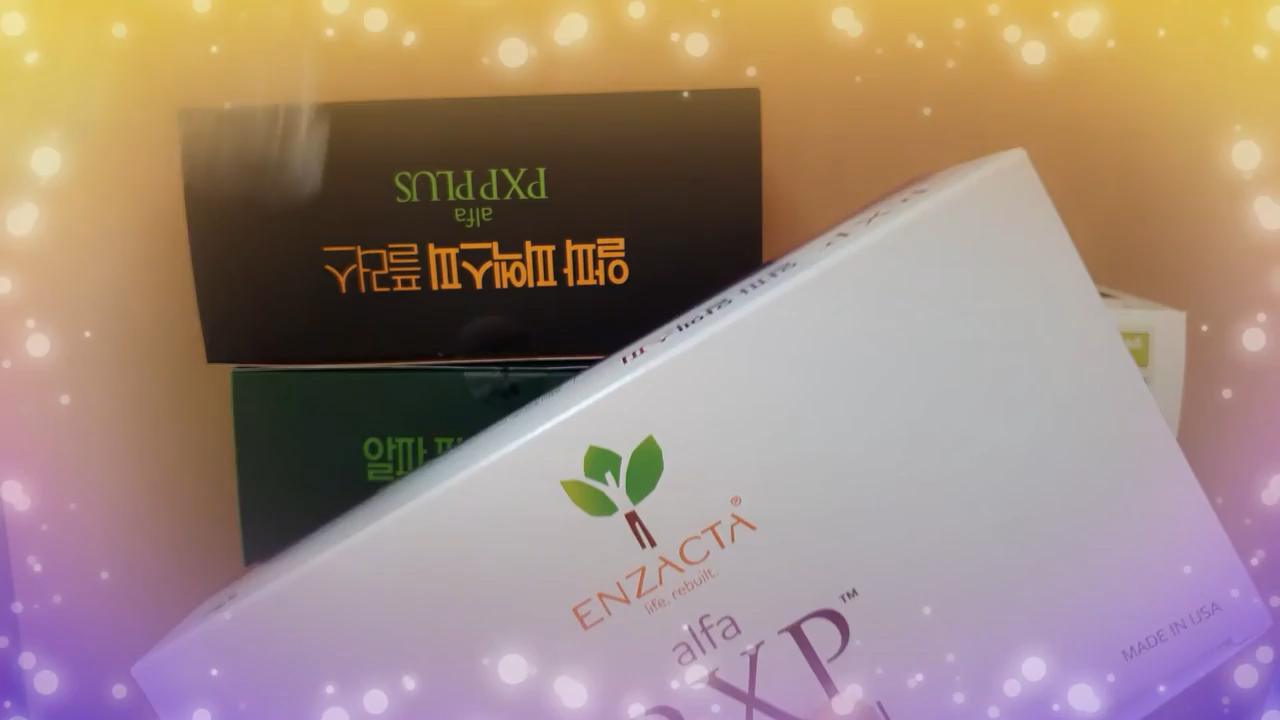 알파 피엑스피 플러스
alfa
PXP PLUS
알파
ENZACTA®
life. rebuilt.
alfa
PXP™
MADE IN USA